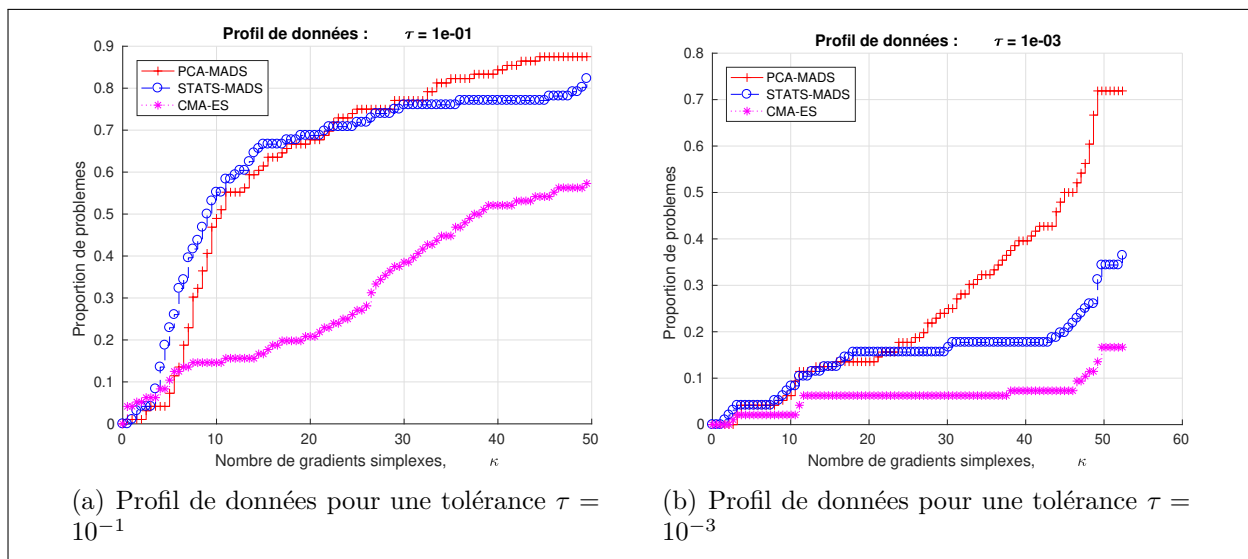 Profil de données : τ = 1e-01
PCA-MADS
STATS-MADS
CMA-ES
Proportion de problemes
0.9
0.8
0.7
0.6
0.5
0.4
0.3
0.2
0.1
0
0 10 20 30 40 50
Nombre de gradients simplexes, κ
(a) Profil de données pour une tolérance τ =
10⁻¹
Profil de données : τ = 1e-03
PCA-MADS
STATS-MADS
CMA-ES
Proportion de problemes
0.8
0.7
0.6
0.5
0.4
0.3
0.2
0.1
0
0 10 20 30 40 50 60
Nombre de gradients simplexes, κ
(b) Profil de données pour une tolérance τ =
10⁻³